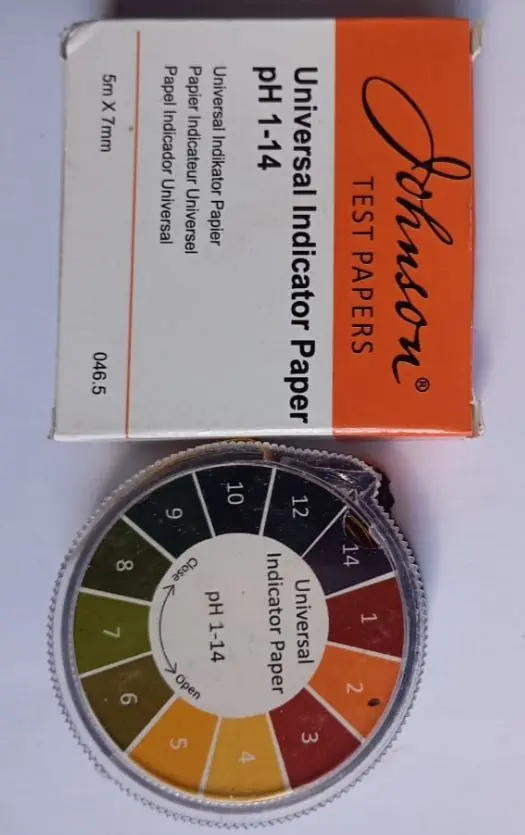 Johnson®
TEST PAPERS
Universal Indicator Paper
pH 1-14
Universal Indikator Papier
Papier Indicateur Universel
Papel Indicador Universal
5m X 7mm
046.5
Universal
Indicator Paper
pH 1-14
Close
Open
1
2
3
4
5
6
7
8
9
10
12
14